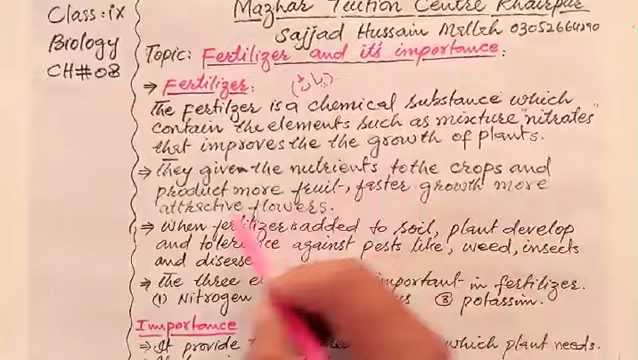 Class: ix
Biology
CH#08
Mazhar Tuition Centre Khairpur
Sajjad Hussain Melleh 03052664290
Topic: Fertilizer and its importance:
→ Fertilizer:
The fertilzer is a chemical substance which
contain the elements such as mixture "nitrates"
that improves the the growth of plants.
→ They given the nutrients to the crops and
product more fruit, faster growth more
attractive flowers.
→ when fertilizer added to soil, plant develop
and tolerance against pests like, weed, insects
and disease
→ The three important in fertilizer.
(1) Nitrogen ③ potassim.
Importance
→ It provide which plant needs.